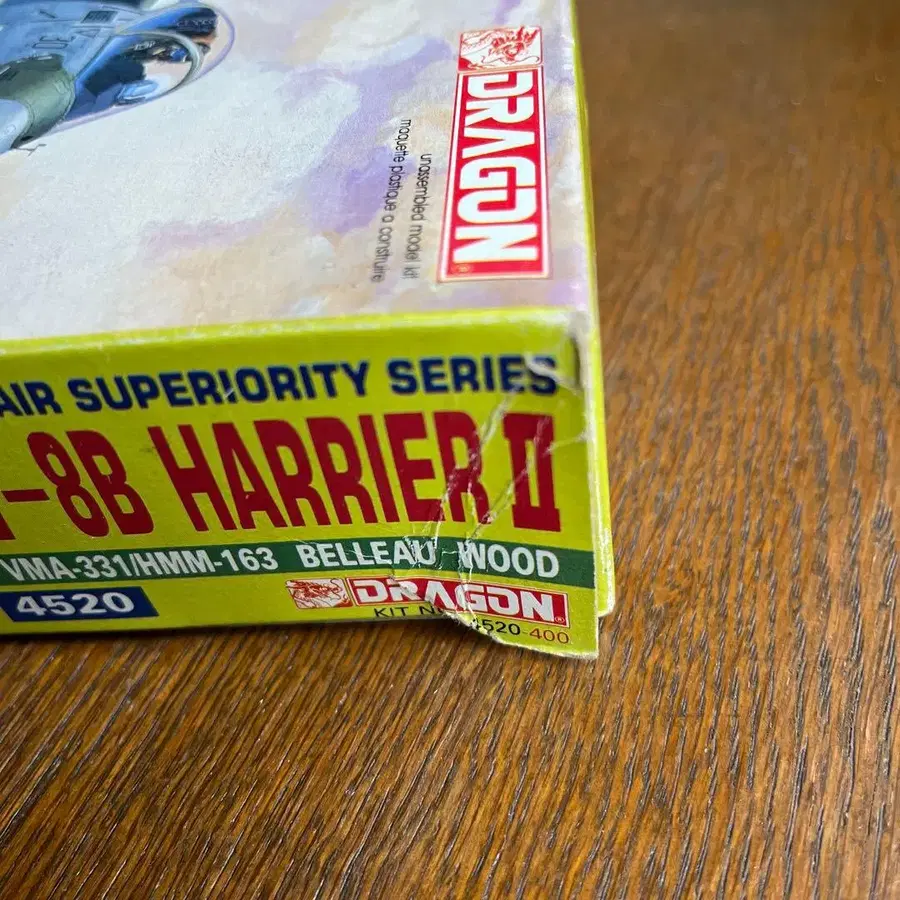 DRAGON
unassembled model kit
maquette plastique a construire
AIR SUPERIORITY SERIES
-8B HARRIER II
VMA-331/HMM-163 BELLEAU WOOD
4520
DRAGON
KIT N 4520-400